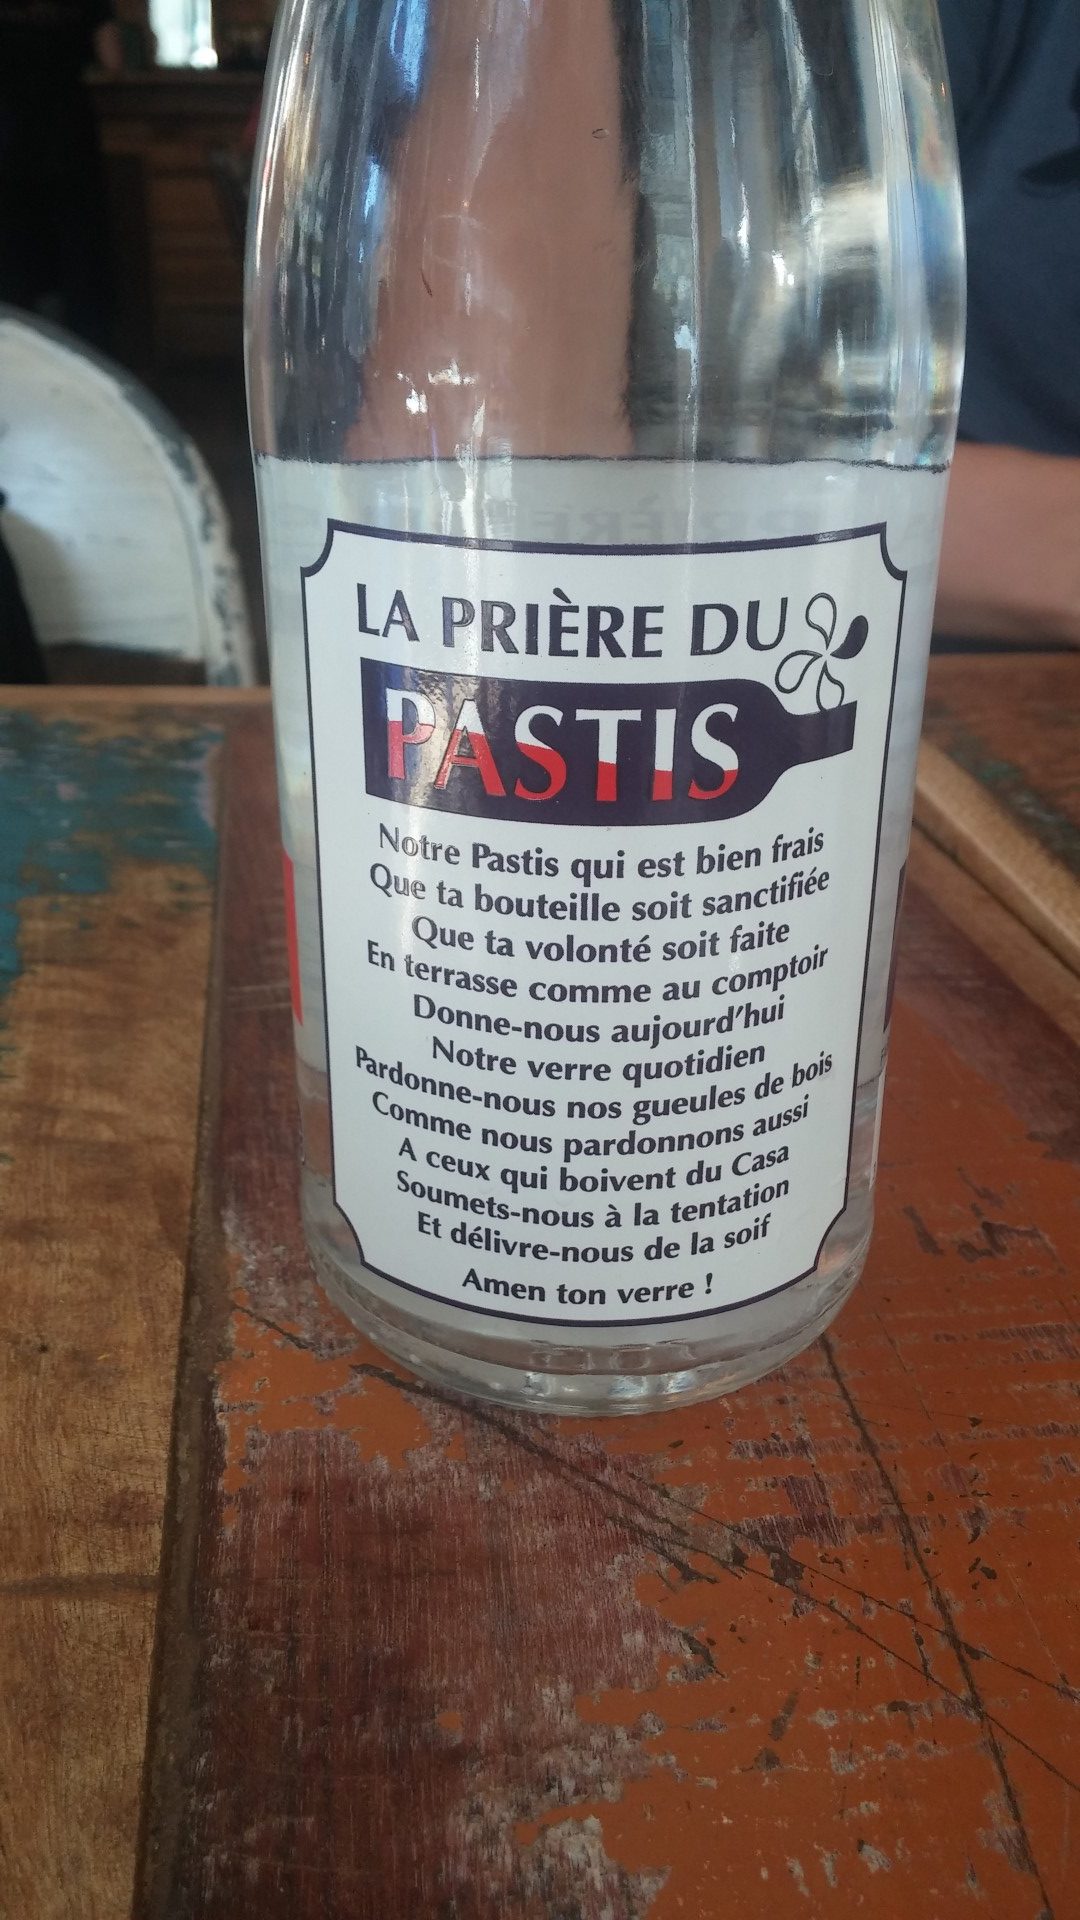 LA PRIÈRE DU
PASTIS
Notre Pastis qui est bien frais
Que ta bouteille soit sanctifiée
Que ta volonté soit faite
En terrasse comme au comptoir
Donne-nous aujourd'hui
Notre verre quotidien
Pardonne-nous nos gueules de bois
Comme nous pardonnons aussi
A ceux qui boivent du Casa
Soumets-nous à la tentation
Et délivre-nous de la soif
Amen ton verre !